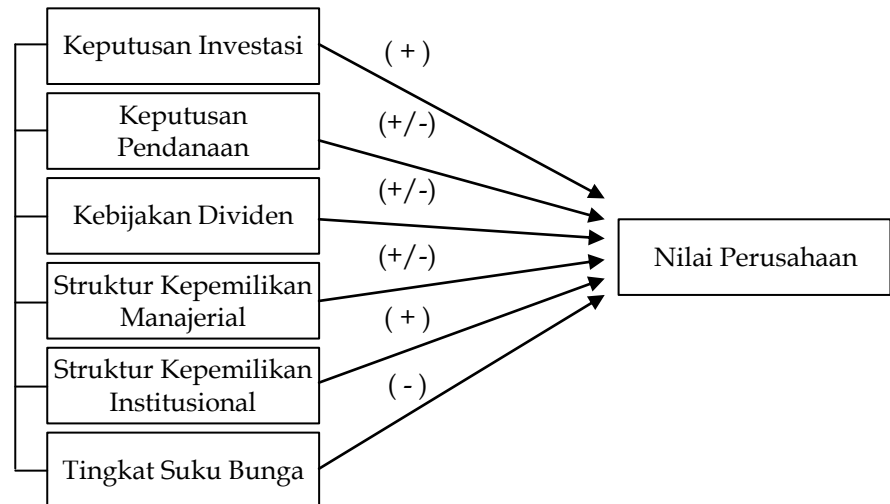 Keputusan Investasi
( + )
Keputusan
Pendanaan
(+/-)
Kebijakan Dividen
(+/-)
Struktur Kepemilikan
Manajerial
(+/-)
Struktur Kepemilikan
Institusional
( + )
Tingkat Suku Bunga
( - )
Nilai Perusahaan